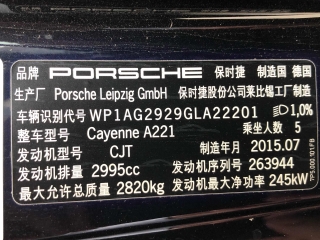 品牌 PORSCHE 保时捷 制造国 德国
生产厂 Porsche Leipzig GmbH 保时捷股份公司莱比锡工厂制造
车辆识别代号 WP1AG2929GLA22201 1,0%
整车型号 Cayenne A221 乘坐人数 5
发动机型号 CJT 制造年月 2015.07
发动机排量 2995cc 发动机序列号 263944
最大允许总质量 2820kg 发动机最大净功率 245kW
7P5.000.101.FB